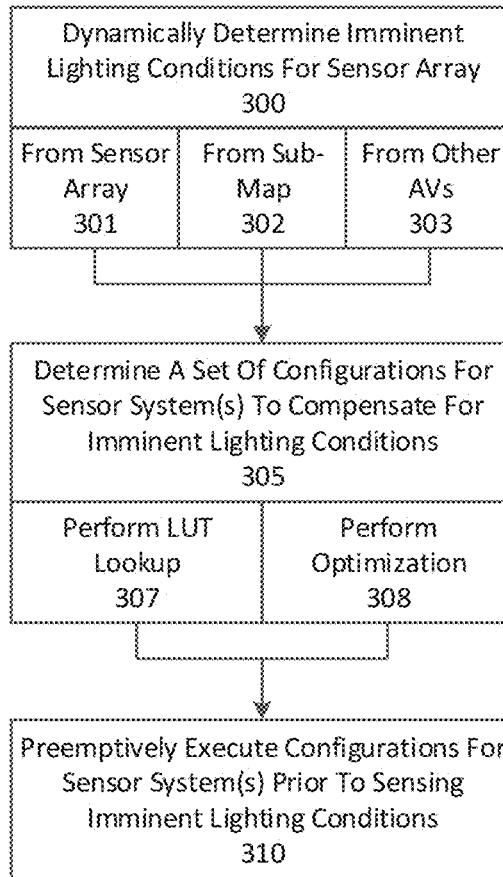 Dynamically Determine Imminent
Lighting Conditions For Sensor Array
300
From Sensor
Array
301
From Sub-
Map
302
From Other
AVs
303
Determine A Set Of Configurations For
Sensor System(s) To Compensate For
Imminent Lighting Conditions
305
Perform LUT
Lookup
307
Perform
Optimization
308
Preemptively Execute Configurations For
Sensor System(s) Prior To Sensing
Imminent Lighting Conditions
310